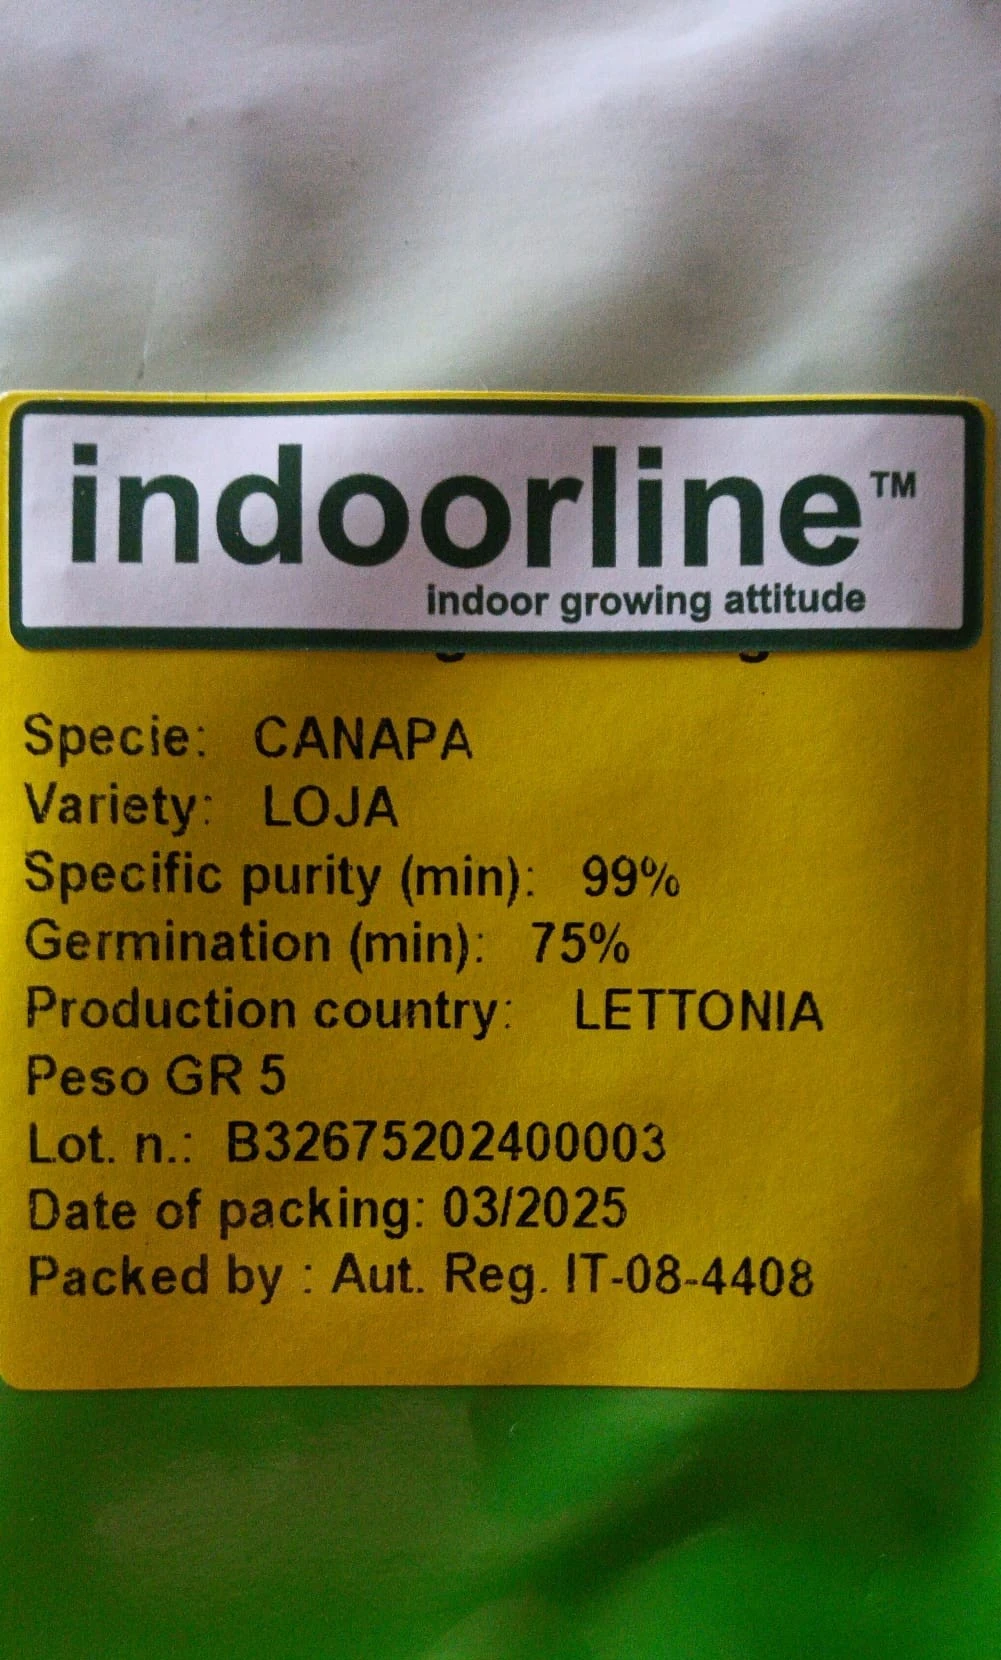 indoorline™
indoor growing attitude
Specie: CANAPA
Variety: LOJA
Specific purity (min): 99%
Germination (min): 75%
Production country: LETTONIA
Peso GR 5
Lot. n.: B32675202400003
Date of packing: 03/2025
Packed by : Aut. Reg. IT-08-4408